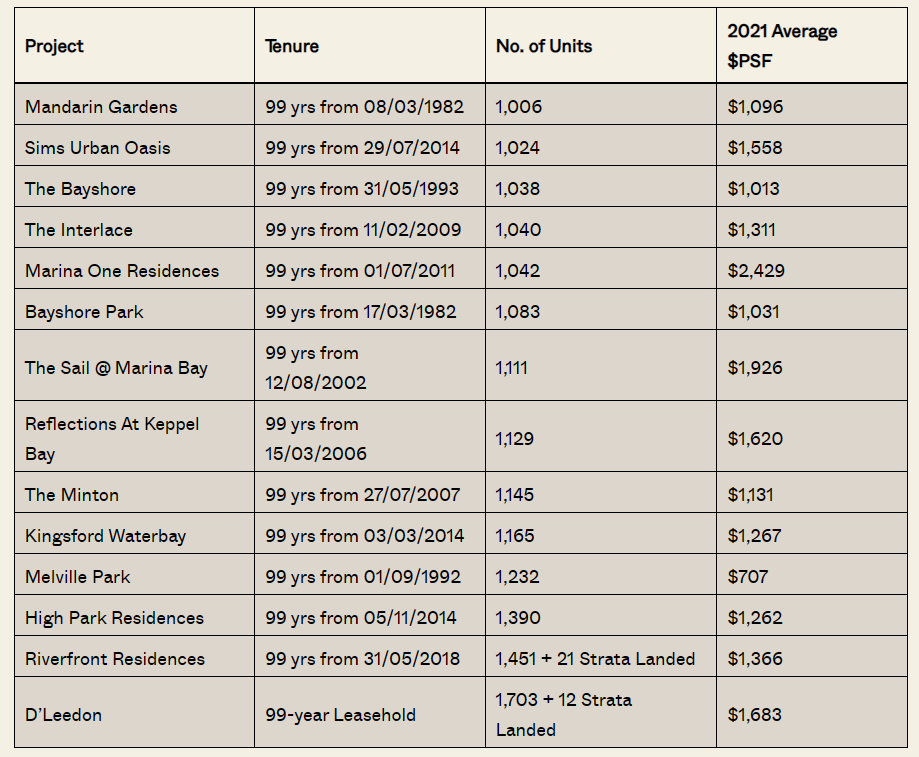 Project Tenure No. of Units 2021 Average
$PSF
Mandarin Gardens 99 yrs from 08/03/1982 1,006 $1,096
Sims Urban Oasis 99 yrs from 29/07/2014 1,024 $1,558
The Bayshore 99 yrs from 31/05/1993 1,038 $1,013
The Interlace 99 yrs from 11/02/2009 1,040 $1,311
Marina One Residences 99 yrs from 01/07/2011 1,042 $2,429
Bayshore Park 99 yrs from 17/03/1982 1,083 $1,031
The Sail @ Marina Bay 99 yrs from
12/08/2002 1,111 $1,926
Reflections At Keppel
Bay 99 yrs from
15/03/2006 1,129 $1,620
The Minton 99 yrs from 27/07/2007 1,145 $1,131
Kingsford Waterbay 99 yrs from 03/03/2014 1,165 $1,267
Melville Park 99 yrs from 01/09/1992 1,232 $707
High Park Residences 99 yrs from 05/11/2014 1,390 $1,262
Riverfront Residences 99 yrs from 31/05/2018 1,451 + 21 Strata Landed $1,366
D’Leedon 99-year Leasehold 1,703 + 12 Strata
Landed $1,683